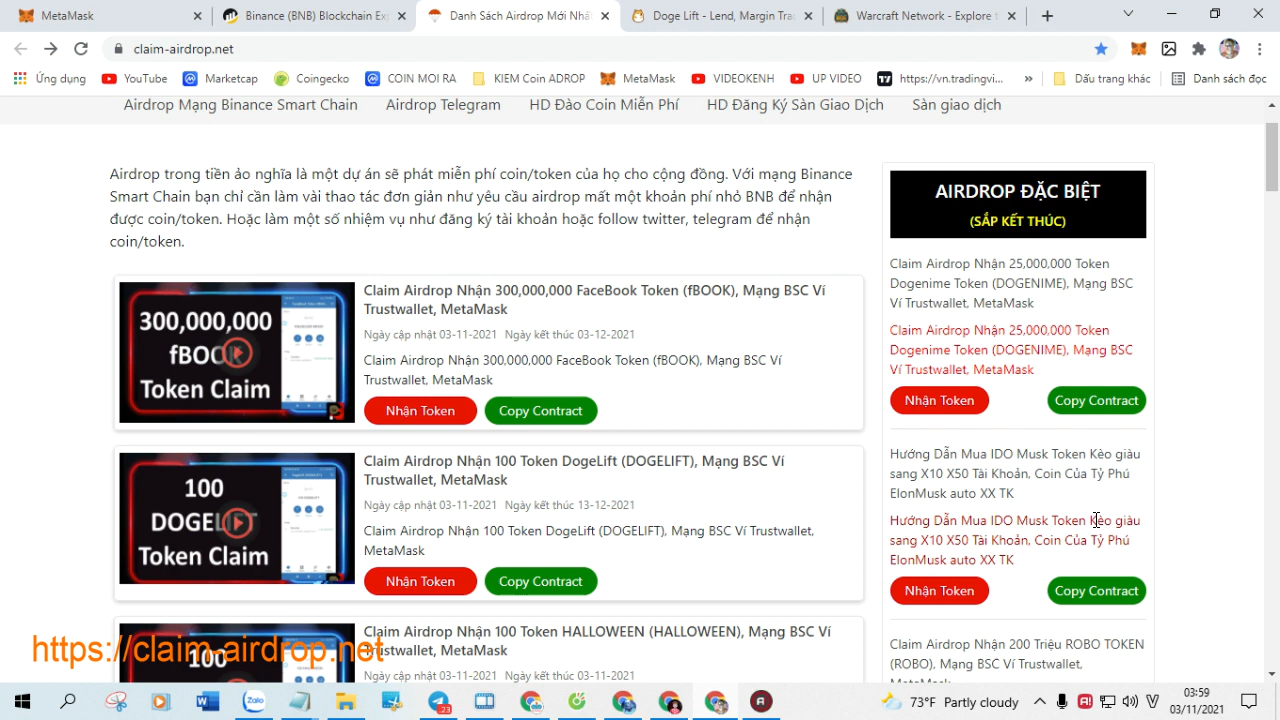 MetaMask
Binance (BNB) Blockchain Exp
Danh Sách Airdrop Mới Nhấ
Doge Lift - Lend, Margin Trad
Warcraft Network - Explore t
claim-airdrop.net
Ứng dụng
YouTube
Marketcap
Coingecko
COIN MOI RA
KIEM Coin ADROP
MetaMask
VIDEOKENH
UP VIDEO
https://vn.tradingvi...
»
Dấu trang khác
Danh sách đọc
Airdrop Mạng Binance Smart Chain
Airdrop Telegram
HD Đào Coin Miễn Phí
HD Đăng Ký Sàn Giao Dịch
Sàn giao dịch
Airdrop trong tiền ảo nghĩa là một dự án sẽ phát miễn phí coin/token của họ cho cộng đồng. Với mạng Binance
Smart Chain bạn chỉ cần làm vài thao tác đơn giản như yêu cầu airdrop mất một khoản phí nhỏ BNB để nhận
được coin/token. Hoặc làm một số nhiệm vụ như đăng ký tài khoản hoặc follow twitter, telegram để nhận
coin/token.
300,000,000
fBOOK
Token Claim
Claim Airdrop Nhận 300,000,000 FaceBook Token (fBOOK), Mạng BSC Ví
Trustwallet, MetaMask
Ngày cập nhật 03-11-2021 Ngày kết thúc 03-12-2021
Claim Airdrop Nhận 300,000,000 FaceBook Token (fBOOK), Mạng BSC Ví
Trustwallet, MetaMask
Nhận Token
Copy Contract
100
DOGELIFT
Token Claim
Claim Airdrop Nhận 100 Token DogeLift (DOGELIFT), Mạng BSC Ví
Trustwallet, MetaMask
Ngày cập nhật 03-11-2021 Ngày kết thúc 13-12-2021
Claim Airdrop Nhận 100 Token DogeLift (DOGELIFT), Mạng BSC Ví Trustwallet,
MetaMask
Nhận Token
Copy Contract
100
Claim Airdrop Nhận 100 Token HALLOWEEN (HALLOWEEN), Mạng BSC Ví
Trustwallet, MetaMask
Ngày cập nhật 03-11-2021 Ngày kết thúc 03-11-2021
https://claim-airdrop.net
AIRDROP ĐẶC BIỆT
(SẮP KẾT THÚC)
Claim Airdrop Nhận 25,000,000 Token
Dogenime Token (DOGENIME), Mạng BSC
Ví Trustwallet, MetaMask
Claim Airdrop Nhận 25,000,000 Token
Dogenime Token (DOGENIME), Mạng BSC
Ví Trustwallet, MetaMask
Nhận Token
Copy Contract
Hướng Dẫn Mua IDO Musk Token Kèo giàu
sang X10 X50 Tài Khoản, Coin Của Tỷ Phú
ElonMusk auto XX TK
Hướng Dẫn Mua IDO Musk Token Kèo giàu
sang X10 X50 Tài Khoản, Coin Của Tỷ Phú
ElonMusk auto XX TK
Nhận Token
Copy Contract
Claim Airdrop Nhận 200 Triệu ROBO TOKEN
(ROBO), Mạng BSC Ví Trustwallet,
MetaMask
Zalo
23
73°F Partly cloudy
03:59
03/11/2021